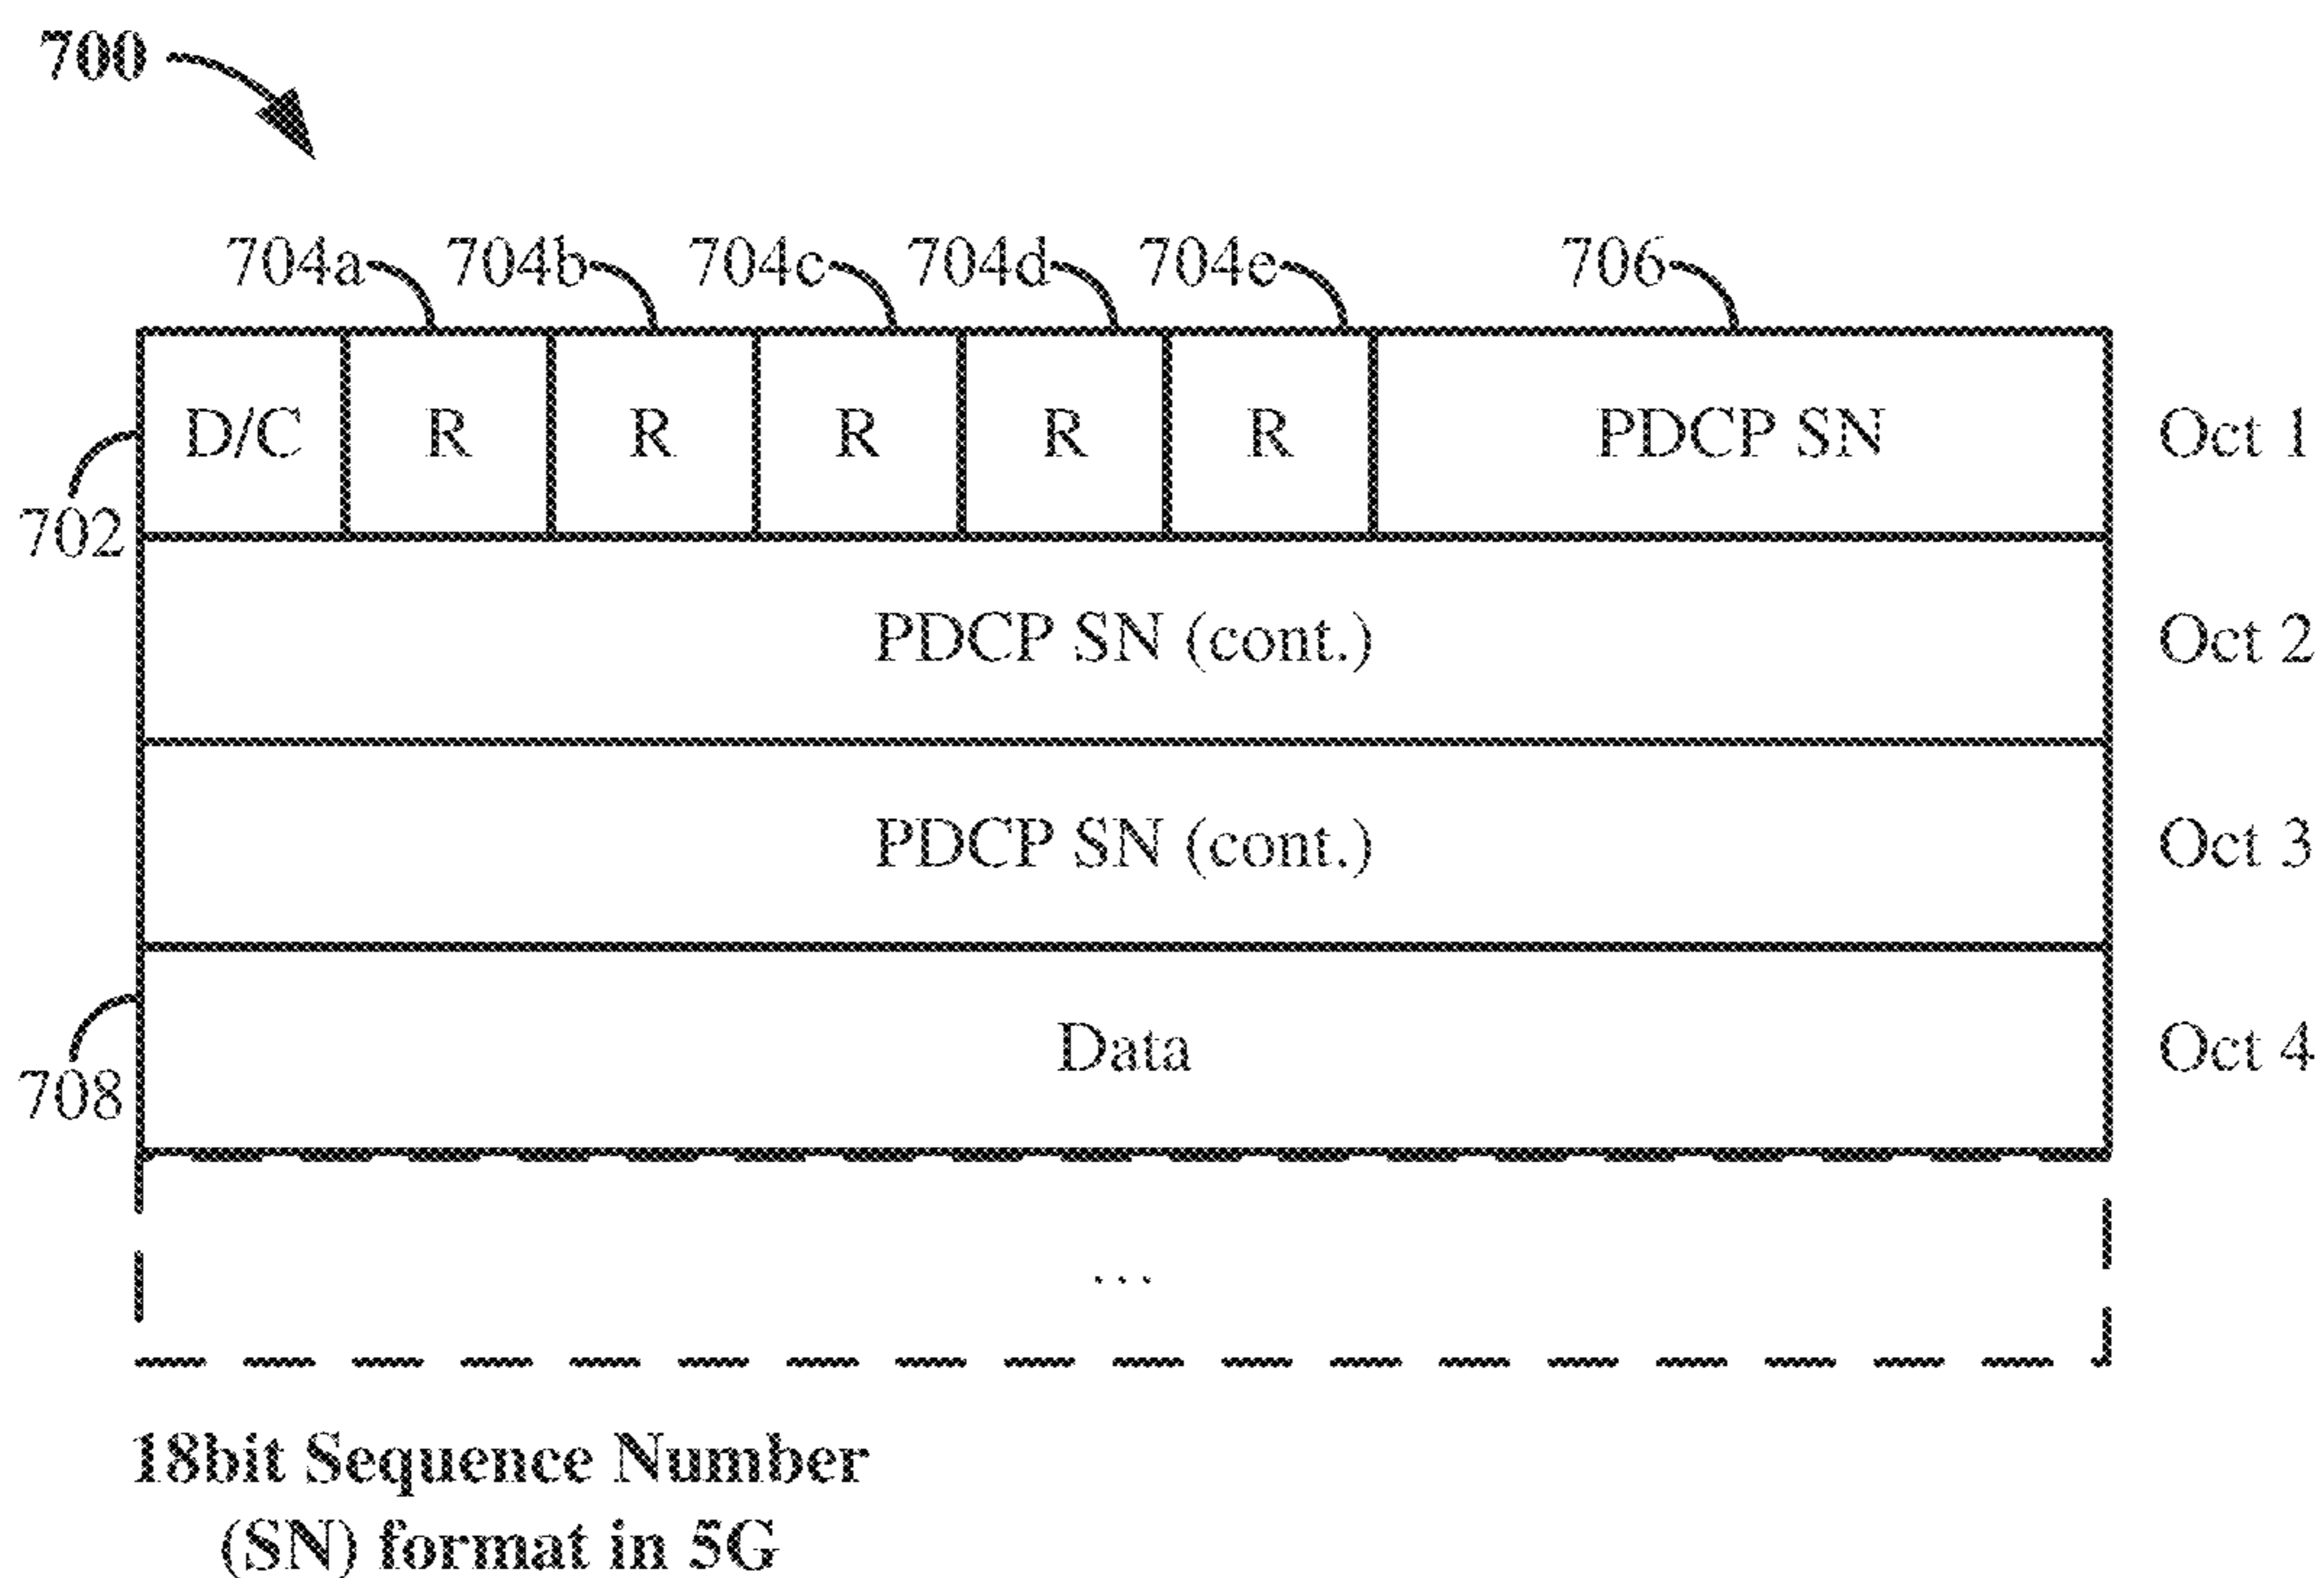 700
704a 704b 704c 704d 704e 706
D/C R R R R R PDCP SN Oct 1
702
PDCP SN (cont.) Oct 2
PDCP SN (cont.) Oct 3
Data Oct 4
708
...
18bit Sequence Number
(SN) format in 5G